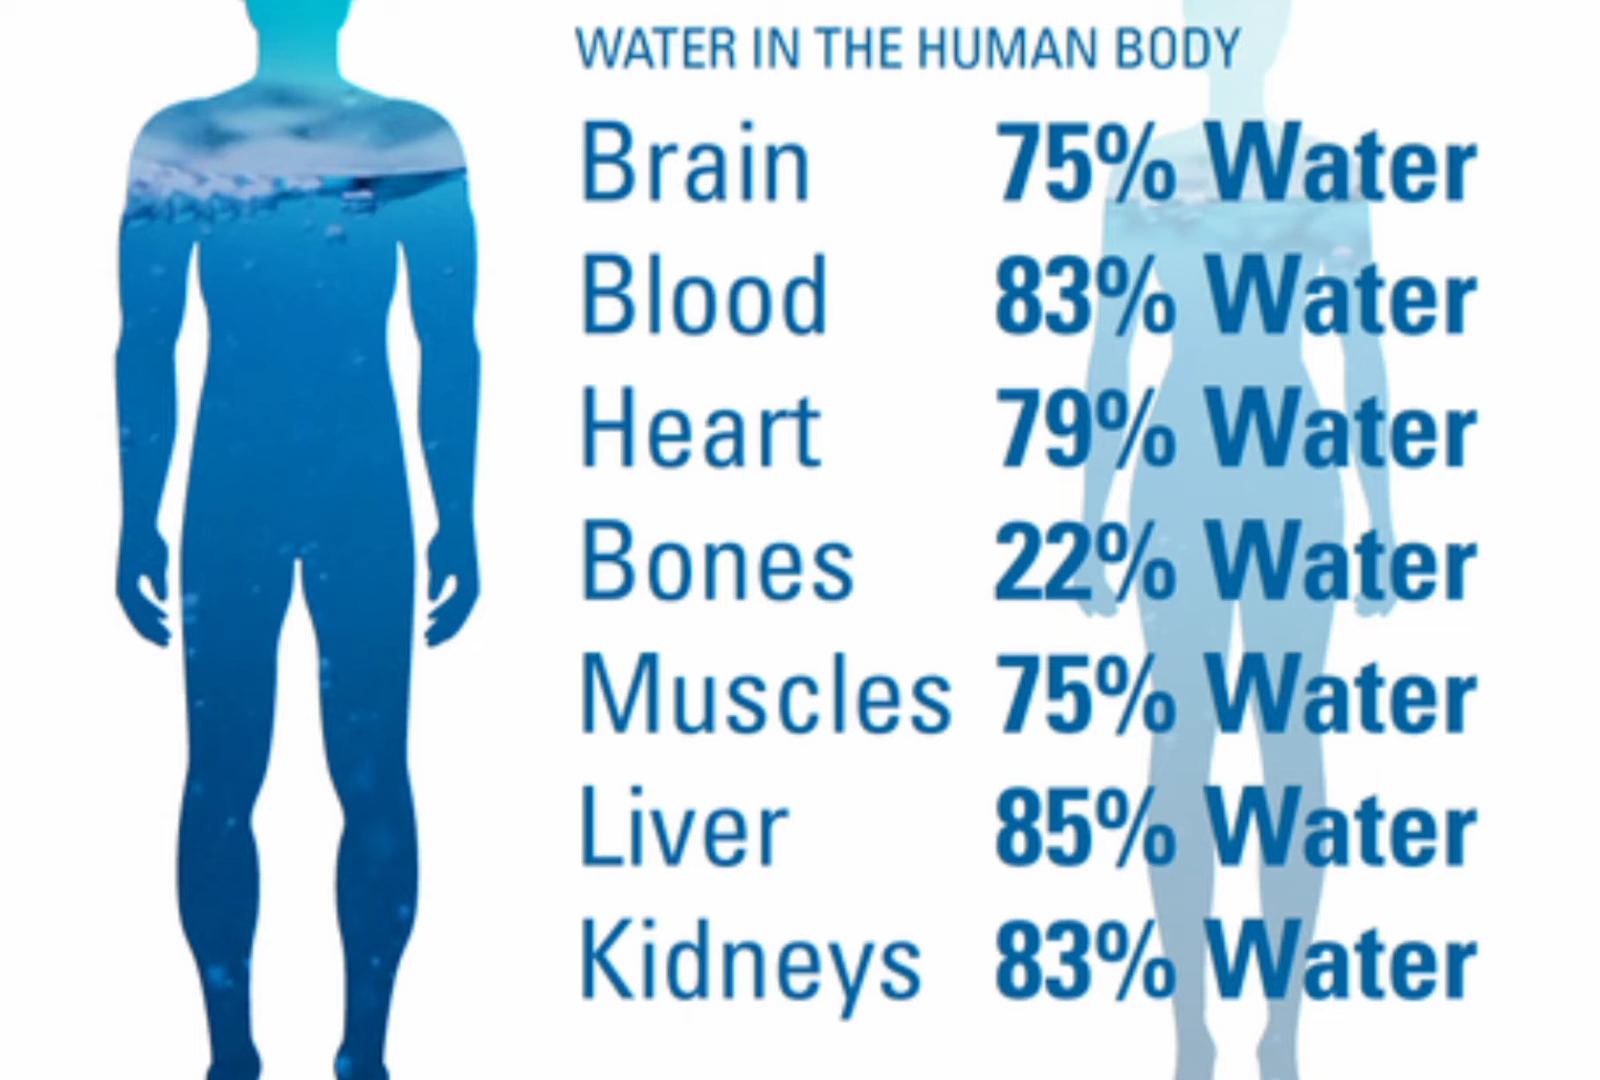 WATER IN THE HUMAN BODY
Brain 75% Water
Blood 83% Water
Heart 79% Water
Bones 22% Water
Muscles 75% Water
Liver 85% Water
Kidneys 83% Water